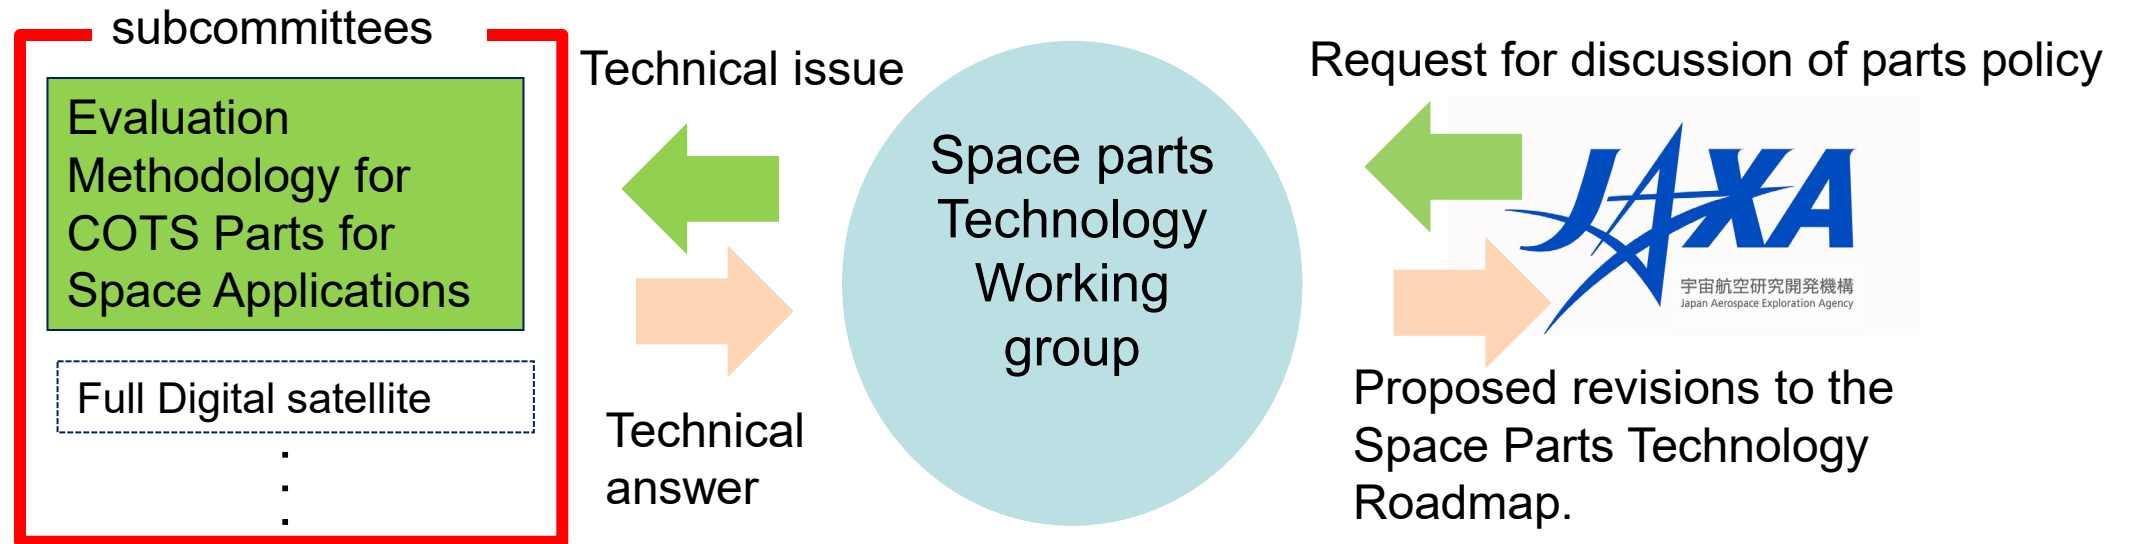 subcommittees
Evaluation
Methodology for
COTS Parts for
Space Applications
Full Digital satellite
.
.
.
Technical issue
Technical
answer
Space parts
Technology
Working
group
Request for discussion of parts policy
JAXA
宇宙航空研究開発機構
Japan Aerospace Exploration Agency
Proposed revisions to the
Space Parts Technology
Roadmap.